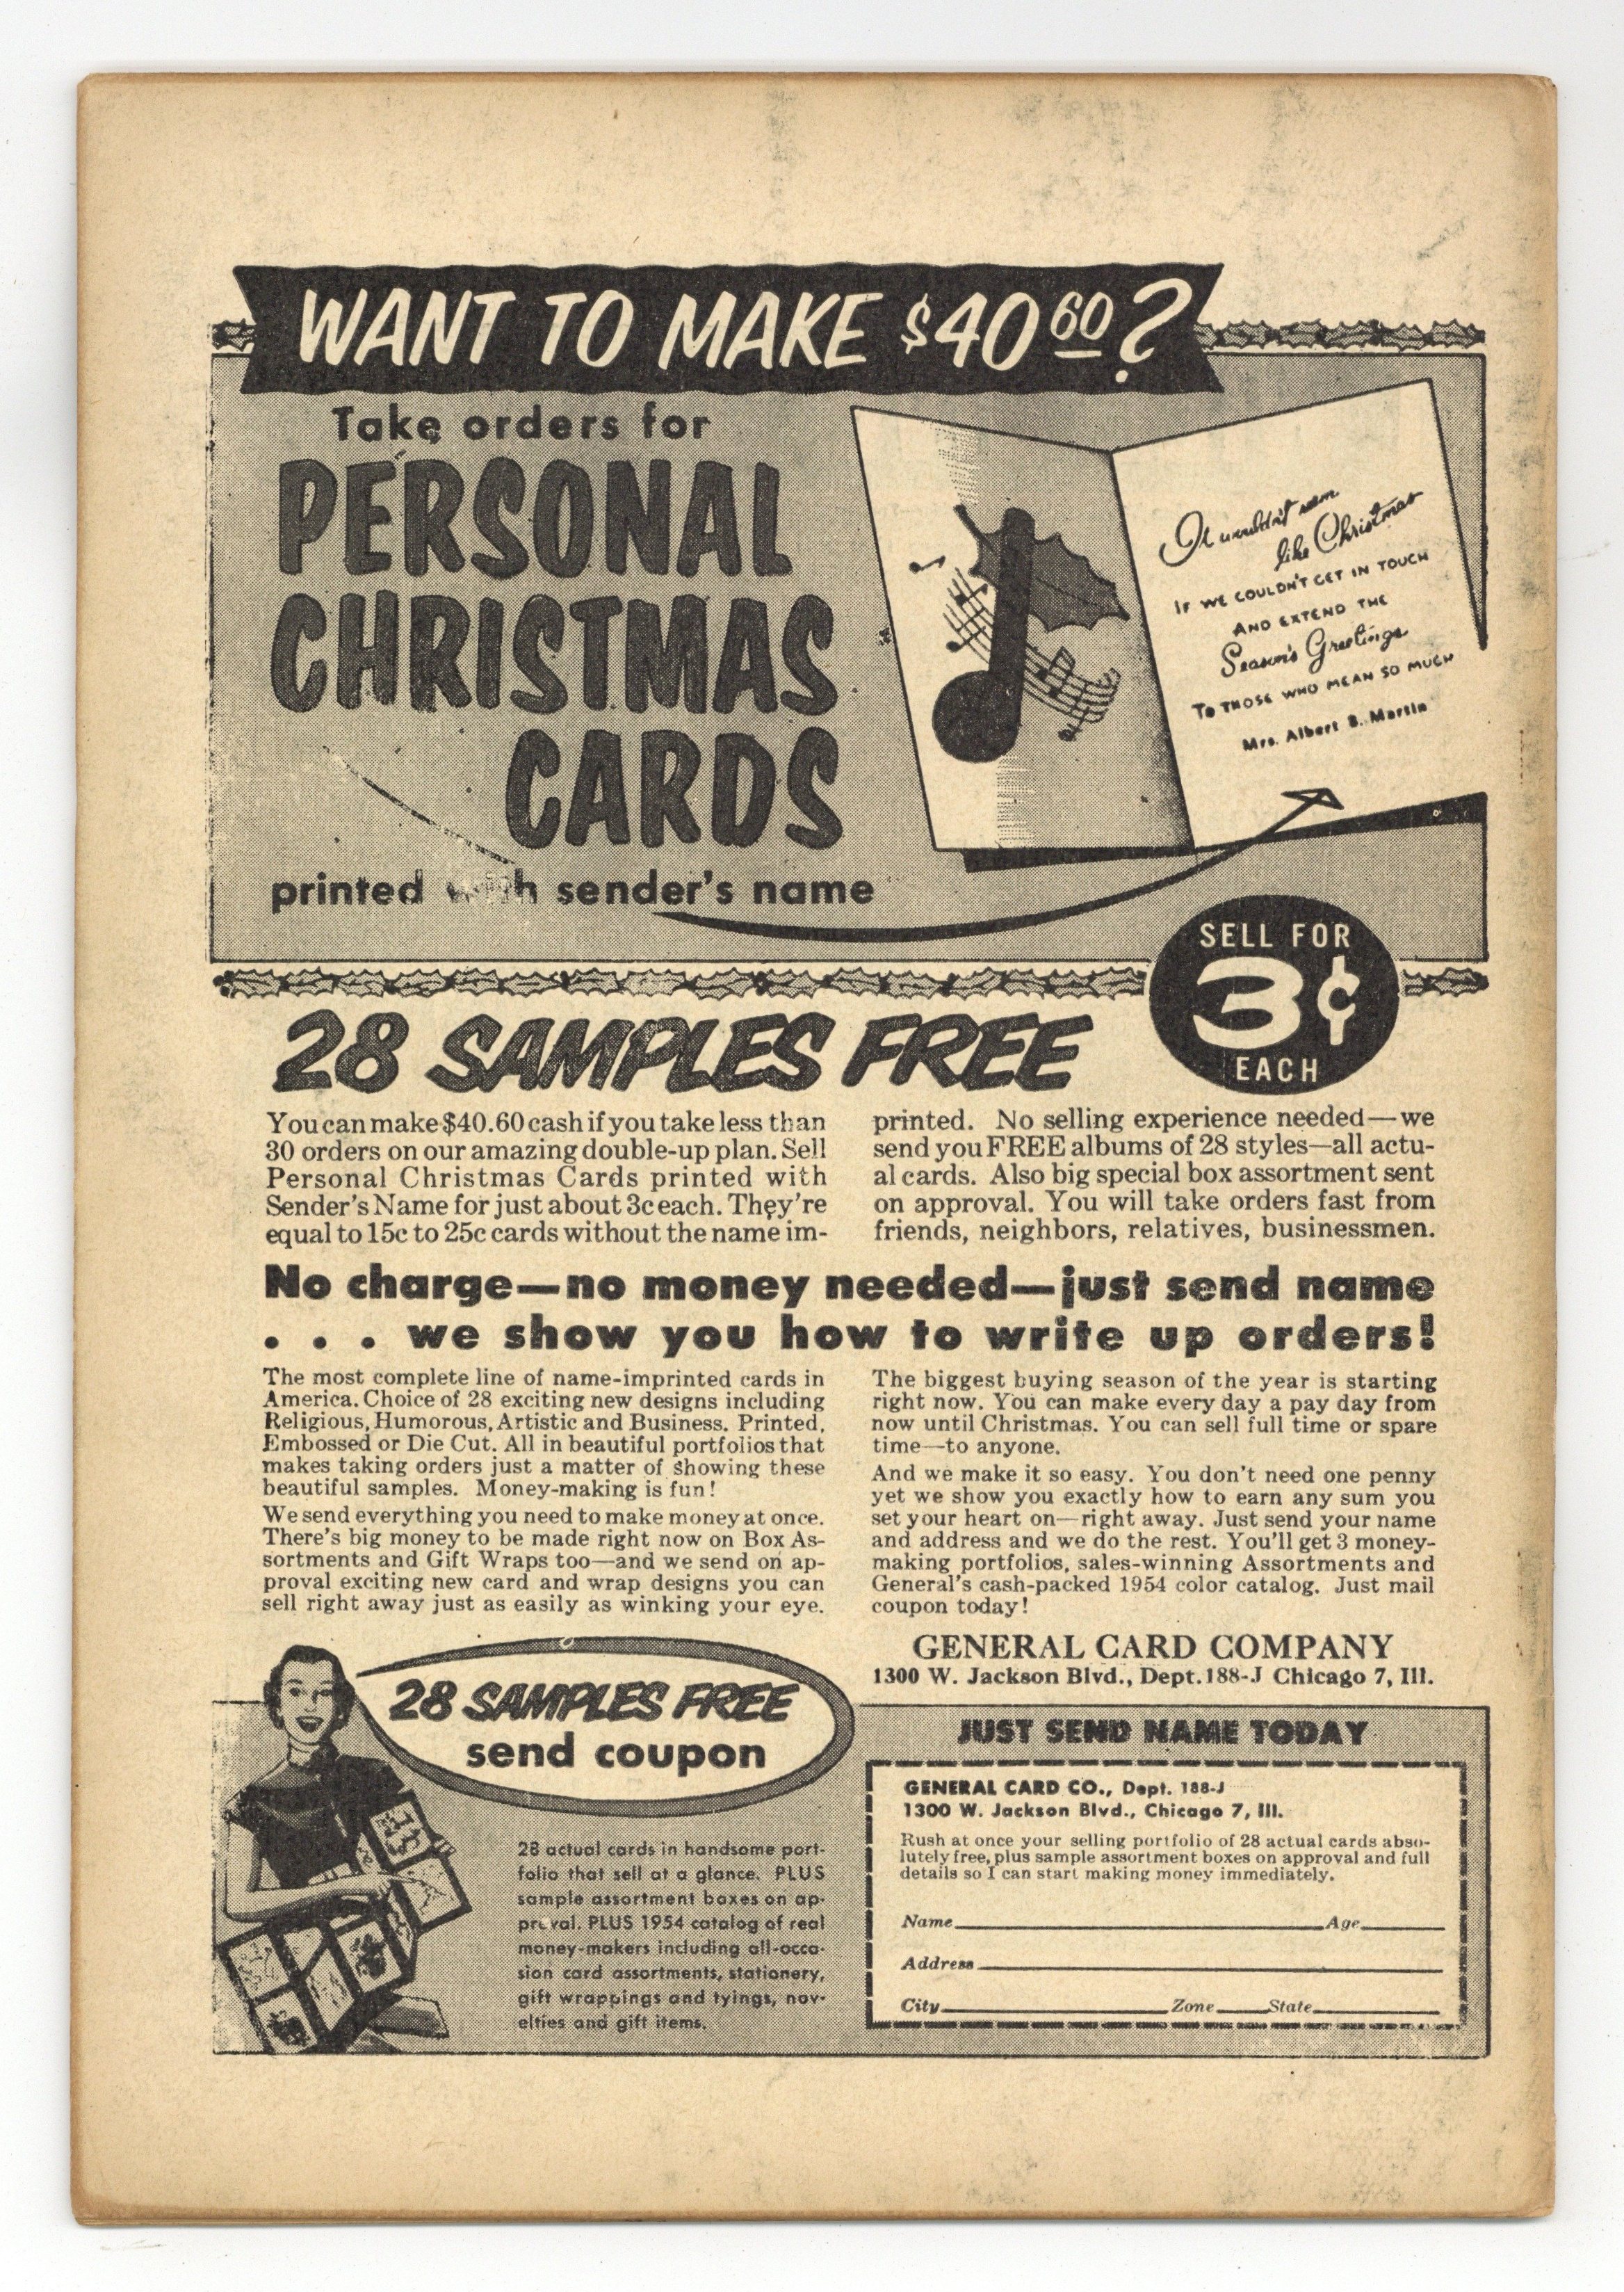 WANT TO MAKE $40 60?
Take orders for
PERSONAL
CHRISTMAS
CARDS
printed with sender's name
It wouldn't seem
like Christmas
IF WE COULDN'T GET IN TOUCH
AND EXTEND THE
Season's Greetings
TO THOSE WHO MEAN SO MUCH
Mrs. Albert B. Martin
SELL FOR
3¢
EACH
28 SAMPLES FREE
You can make $40.60 cash if you take less than
30 orders on our amazing double-up plan. Sell
Personal Christmas Cards printed with
Sender's Name for just about 3c each. They're
equal to 15c to 25c cards without the name im-
printed. No selling experience needed—we
send you FREE albums of 28 styles—all actu-
al cards. Also big special box assortment sent
on approval. You will take orders fast from
friends, neighbors, relatives, businessmen.
No charge—no money needed—just send name
. . . we show you how to write up orders!
The most complete line of name-imprinted cards in
America. Choice of 28 exciting new designs including
Religious, Humorous, Artistic and Business. Printed,
Embossed or Die Cut. All in beautiful portfolios that
makes taking orders just a matter of showing these
beautiful samples. Money-making is fun!
We send everything you need to make money at once.
There's big money to be made right now on Box As-
sortments and Gift Wraps too—and we send on ap-
proval exciting new card and wrap designs you can
sell right away just as easily as winking your eye.
The biggest buying season of the year is starting
right now. You can make every day a pay day from
now until Christmas. You can sell full time or spare
time—to anyone.
And we make it so easy. You don't need one penny
yet we show you exactly how to earn any sum you
set your heart on—right away. Just send your name
and address and we do the rest. You'll get 3 money-
making portfolios, sales-winning Assortments and
General's cash-packed 1954 color catalog. Just mail
coupon today!
GENERAL CARD COMPANY
1300 W. Jackson Blvd., Dept. 188-J Chicago 7, Ill.
28 SAMPLES FREE
send coupon
28 actual cards in handsome port-
folio that sell at a glance. PLUS
sample assortment boxes on ap-
proval. PLUS 1954 catalog of real
money-makers including all-occa-
sion card assortments, stationery,
gift wrappings and tyings, nov-
elties and gift items.
JUST SEND NAME TODAY
GENERAL CARD CO., Dept. 188-J
1300 W. Jackson Blvd., Chicago 7, Ill.
Rush at once your selling portfolio of 28 actual cards abso-
lutely free, plus sample assortment boxes on approval and full
details so I can start making money immediately.
Name Age
Address
City Zone State